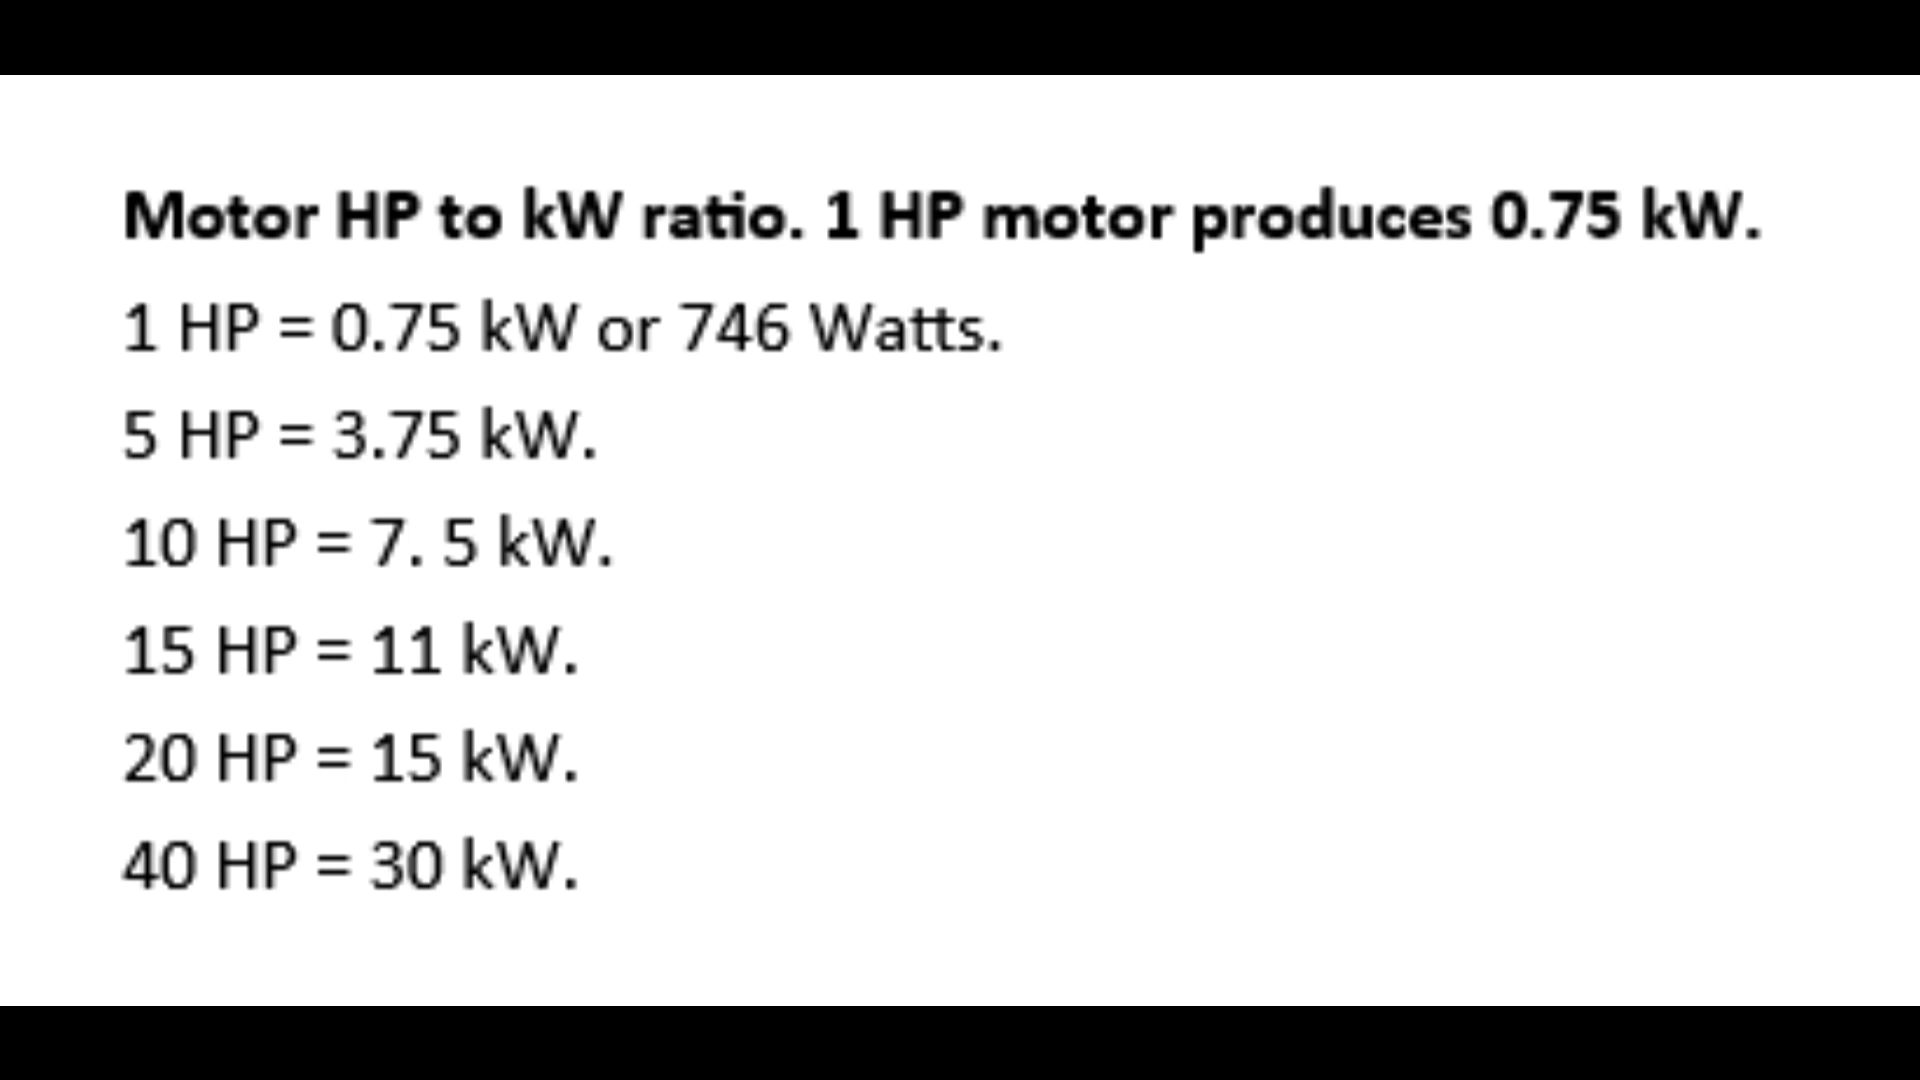 Motor HP to kW ratio. 1 HP motor produces 0.75 kW.
1 HP = 0.75 kW or 746 Watts.
5 HP = 3.75 kW.
10 HP = 7. 5 kW.
15 HP = 11 kW.
20 HP = 15 kW.
40 HP = 30 kW.